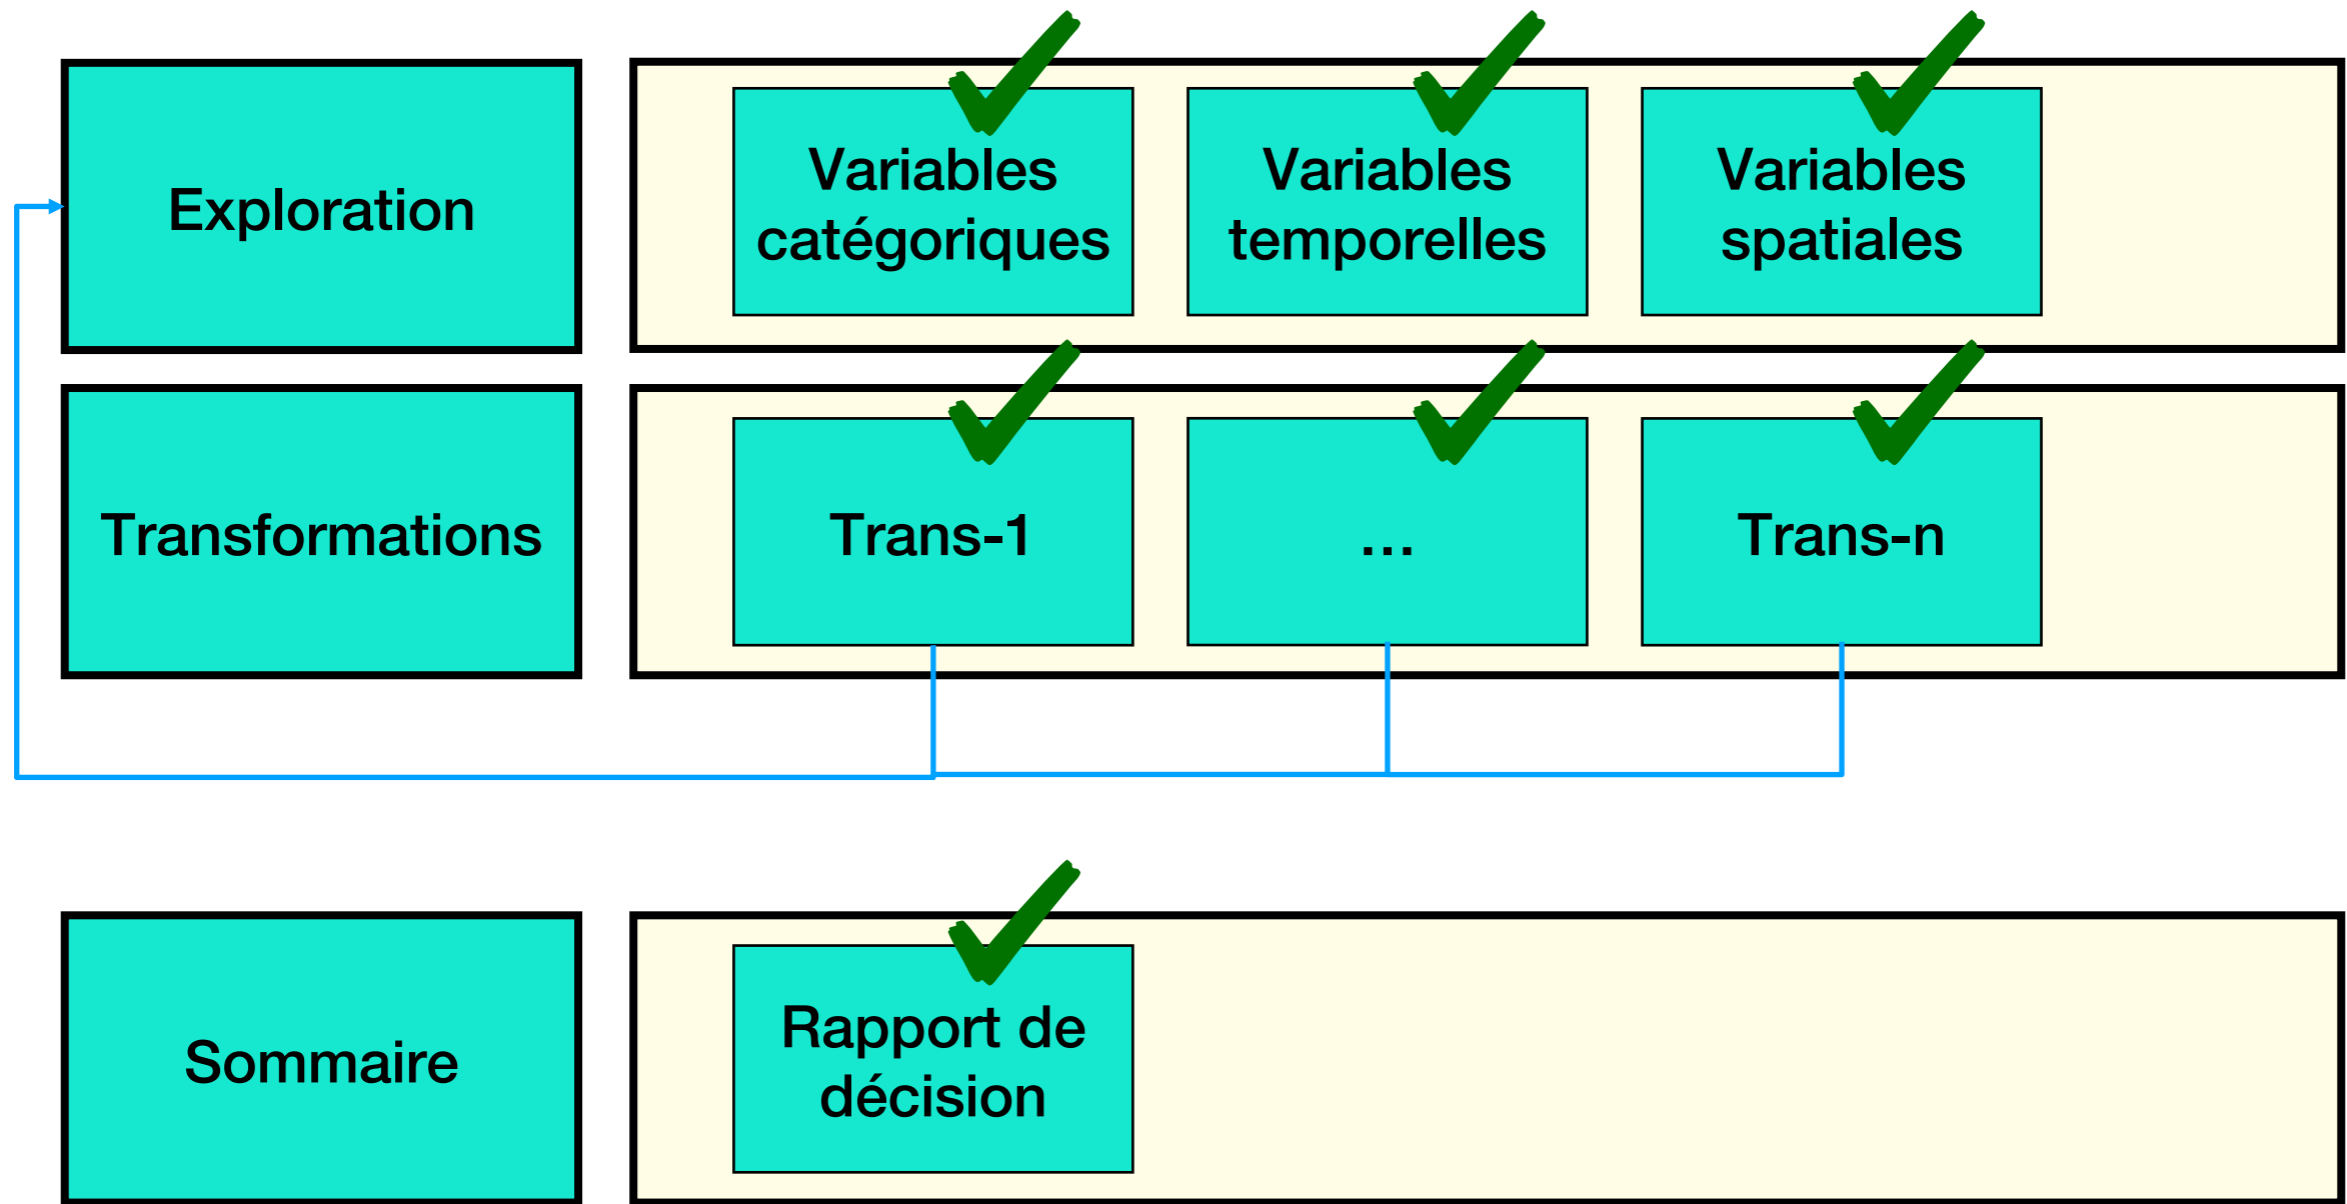 Exploration
Variables
catégoriques
Variables
temporelles
Variables
spatiales
Transformations
Trans-1
...
Trans-n
Sommaire
Rapport de
décision